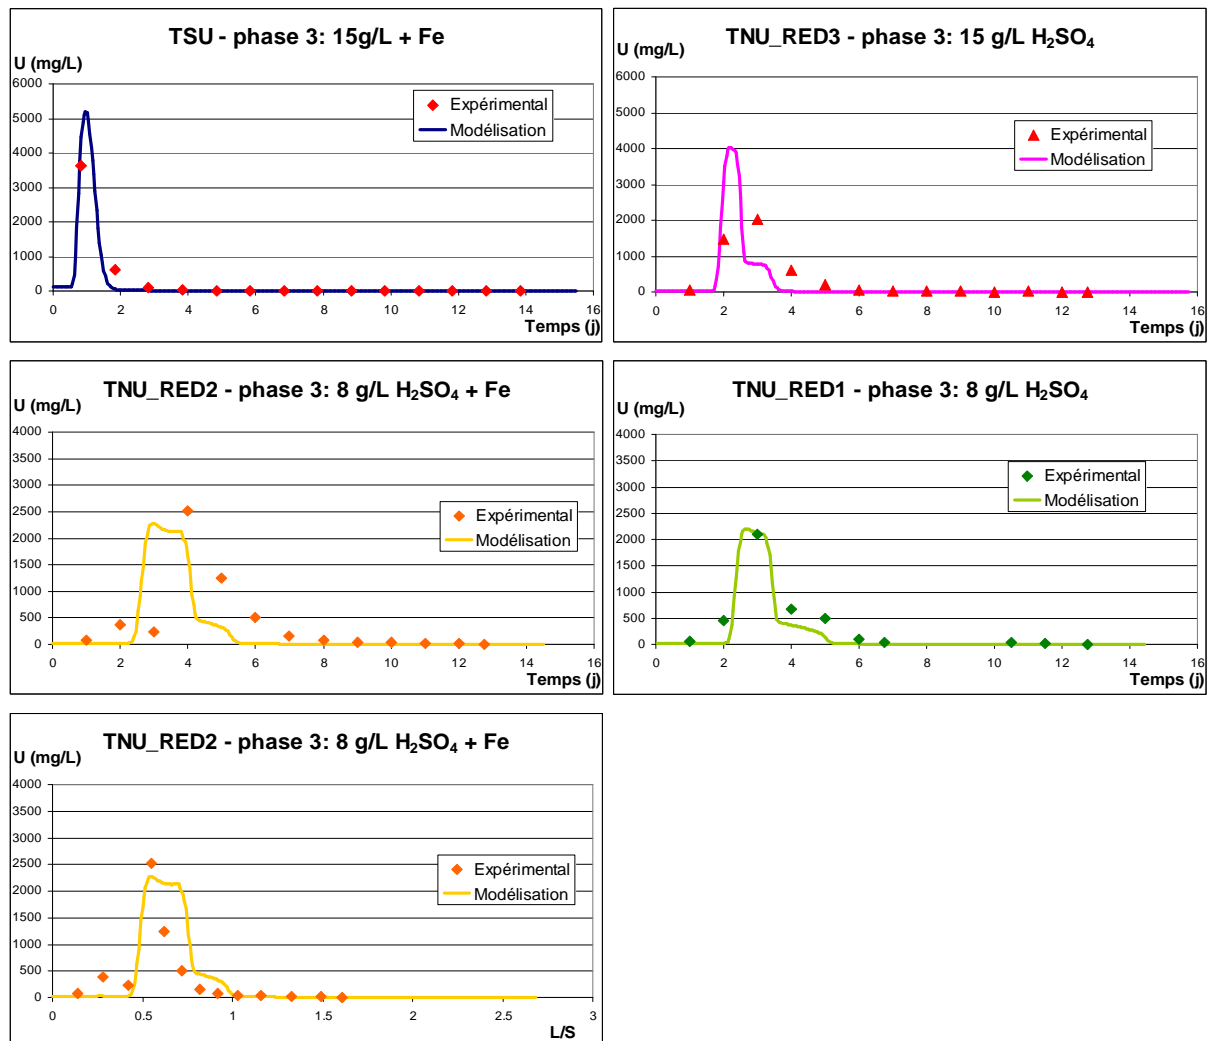 TSU - phase 3: 15g/L + Fe
U (mg/L)
6000
5000
4000
3000
2000
1000
0
Expérimental
Modélisation
0 2 4 6 8 10 12 14 16
Temps (j)
TNU_RED3 - phase 3: 15 g/L H₂SO₄
U (mg/L)
6000
5000
4000
3000
2000
1000
0
Expérimental
Modélisation
0 2 4 6 8 10 12 14 16
Temps (j)
TNU_RED2 - phase 3: 8 g/L H₂SO₄ + Fe
U (mg/L)
4000
3500
3000
2500
2000
1500
1000
500
0
Expérimental
Modélisation
0 2 4 6 8 10 12 14 16
Temps (j)
TNU_RED1 - phase 3: 8 g/L H₂SO₄
U (mg/L)
4000
3500
3000
2500
2000
1500
1000
500
0
Expérimental
Modélisation
0 2 4 6 8 10 12 14 16
Temps (j)
TNU_RED2 - phase 3: 8 g/L H₂SO₄ + Fe
U (mg/L)
4000
3500
3000
2500
2000
1500
1000
500
0
Expérimental
Modélisation
0 0.5 1 1.5 2 2.5 3
L/S